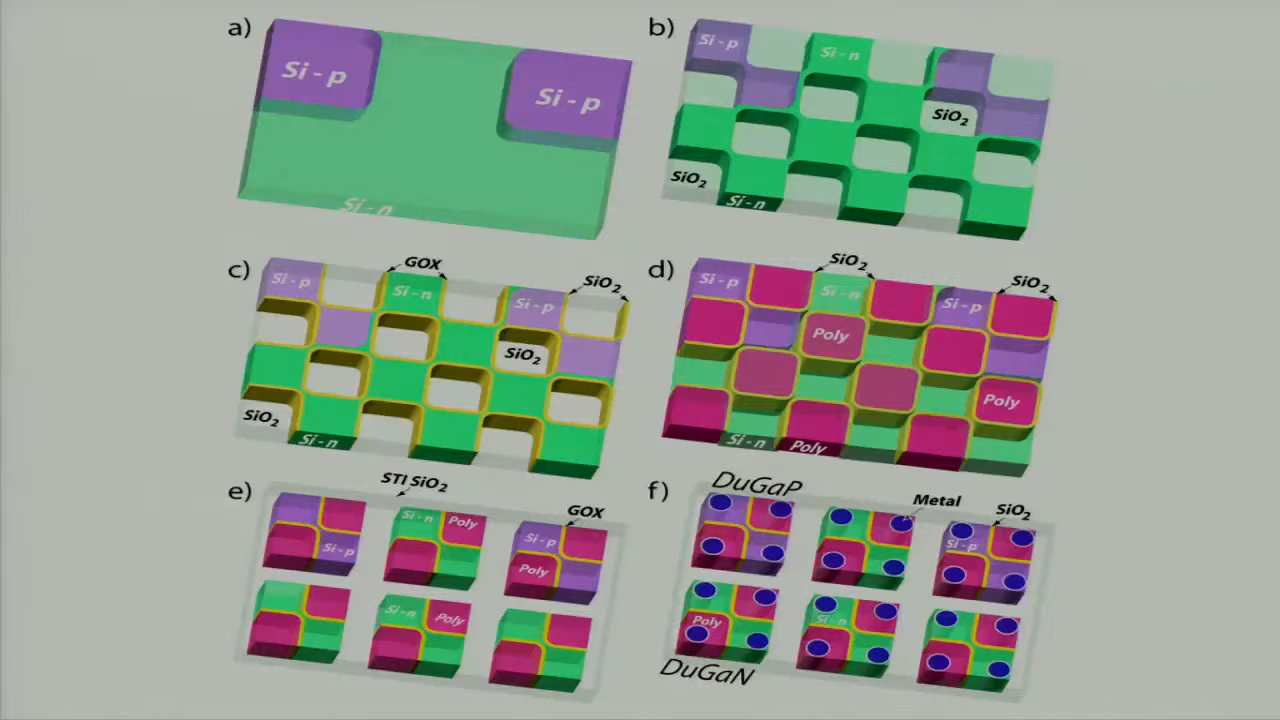 a)
Si - p
Si - p
Si - n
b)
Si - p
Si - n
SiO2
SiO2
Si - n
c)
GOX
SiO2
Si - p
Si - n
Si - p
SiO2
SiO2
Si - n
d)
SiO2
SiO2
Si - p
Si - n
Si - p
Poly
Poly
Si - n
Poly
e)
STI SiO2
GOX
Si - n
Poly
Si - p
Si - p
Poly
Si - n
Poly
f)
DuGaP
Metal
SiO2
Si - p
Poly
Si - n
DuGaN